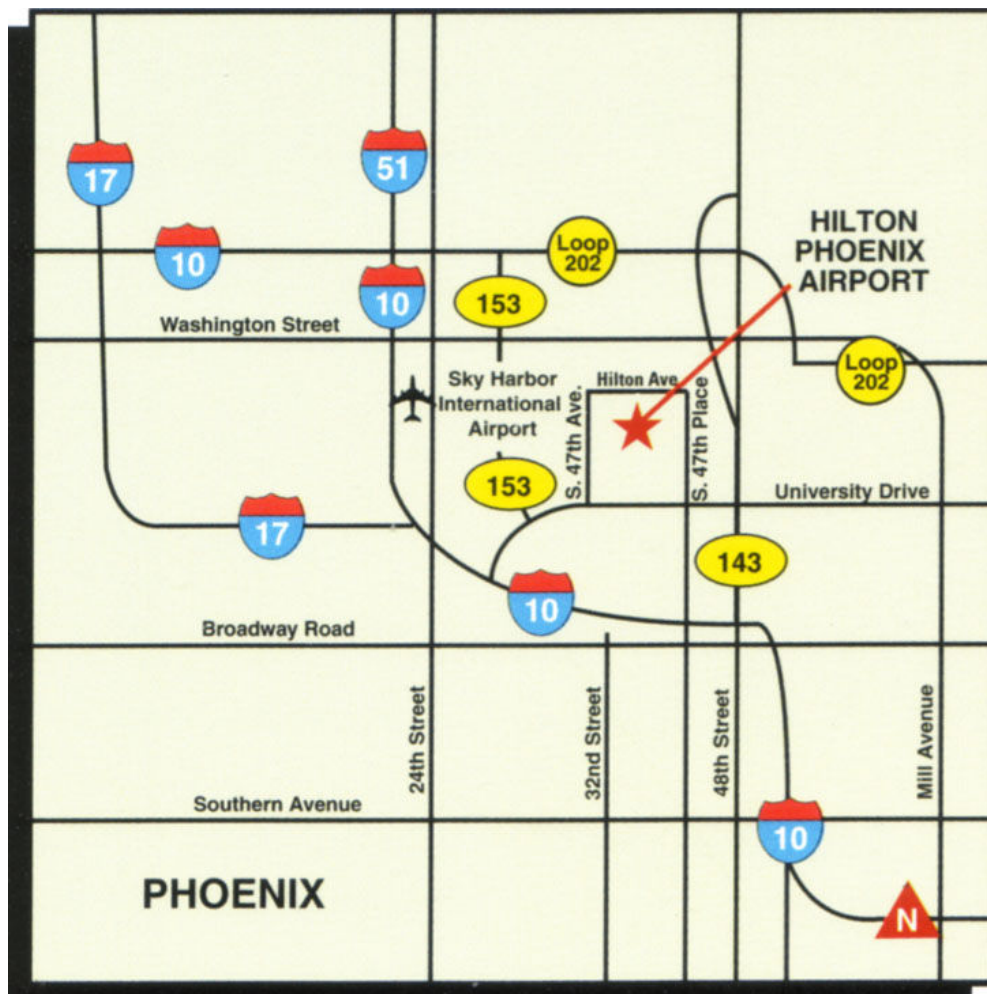 51
17
HILTON
PHOENIX
AIRPORT
Loop
202
10
10
153
Washington Street
Loop
202
Sky Harbor
International
Airport
Hilton Ave.
S. 47th Ave.
S. 47th Place
153
University Drive
17
143
10
Broadway Road
24th Street
32nd Street
48th Street
Mill Avenue
Southern Avenue
10
PHOENIX
N